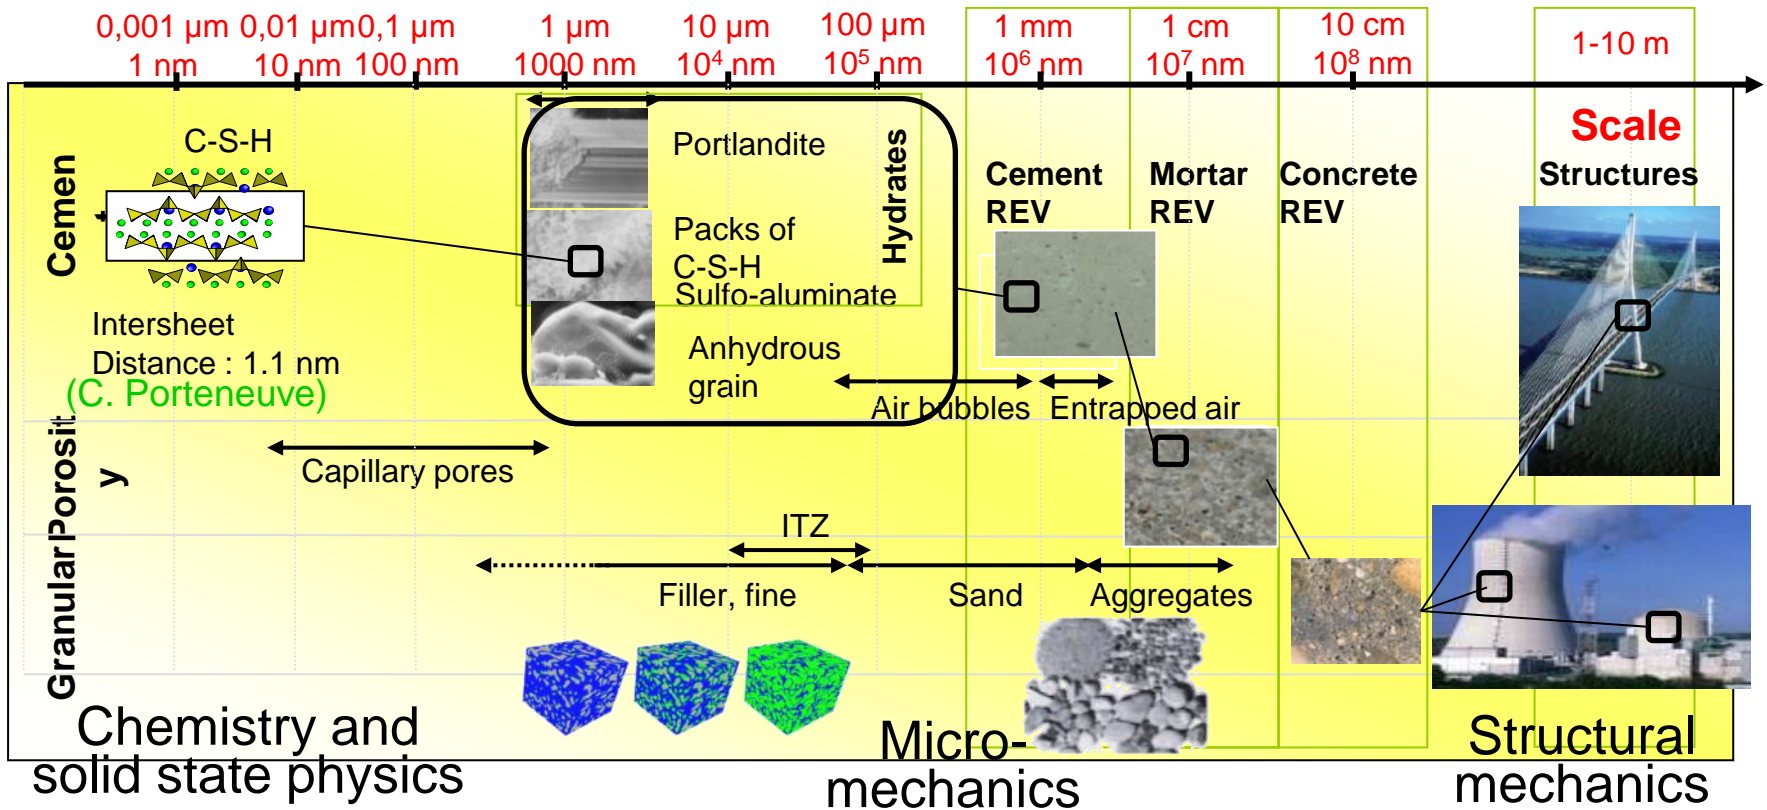 0,001 µm 0,01 µm 0,1 µm 1 µm 10 µm 100 µm 1 mm 1 cm 10 cm
1 nm 10 nm 100 nm 1000 nm 10⁴ nm 10⁵ nm 10⁶ nm 10⁷ nm 10⁸ nm 1-10 m
Scale
Cemen
t
C-S-H
Intersheet
Distance : 1.1 nm
(C. Porteneuve)
Portlandite
Packs of
C-S-H
Sulfo-aluminate
Anhydrous
grain
Hydrates
Cement
REV
Mortar
REV
Concrete
REV
Structures
Air bubbles Entrapped air
Porosit
y
Capillary pores
ITZ
Granular
Filler, fine
Sand
Aggregates
Chemistry and
solid state physics
Micro-
mechanics
Structural
mechanics